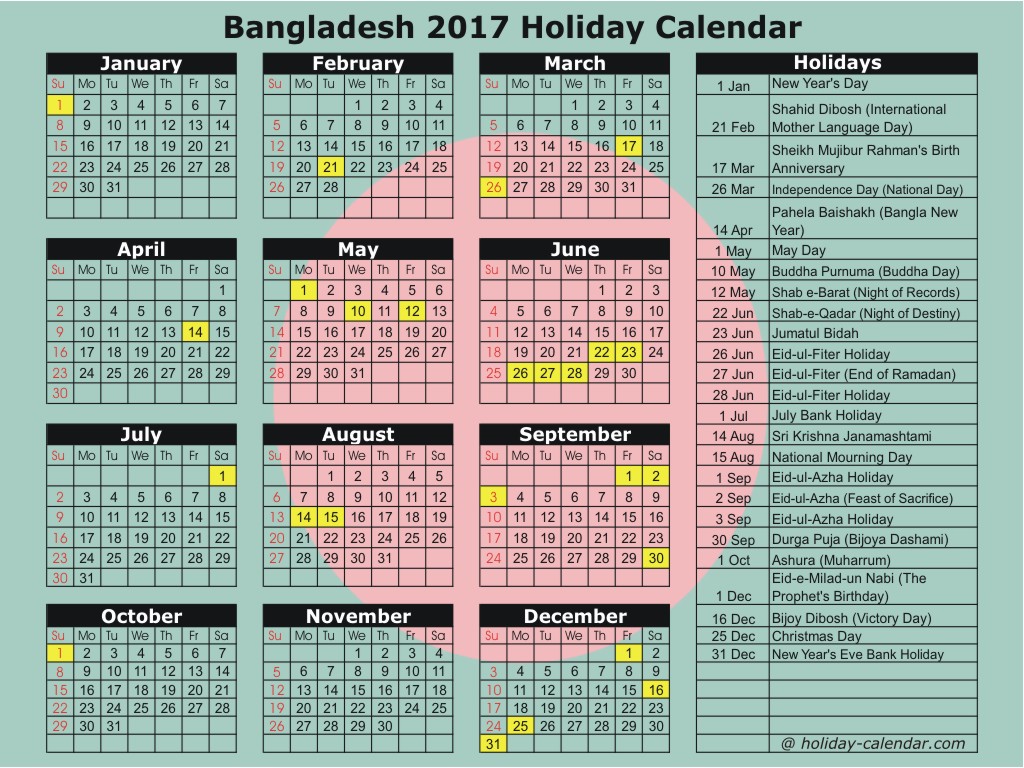 Bangladesh 2017 Holiday Calendar
January
Su Mo Tu We Th Fr Sa
1 2 3 4 5 6 7
8 9 10 11 12 13 14
15 16 17 18 19 20 21
22 23 24 25 26 27 28
29 30 31
February
Su Mo Tu We Th Fr Sa
1 2 3 4
5 6 7 8 9 10 11
12 13 14 15 16 17 18
19 20 21 22 23 24 25
26 27 28
March
Su Mo Tu We Th Fr Sa
1 2 3 4
5 6 7 8 9 10 11
12 13 14 15 16 17 18
19 20 21 22 23 24 25
26 27 28 29 30 31
April
Su Mo Tu We Th Fr Sa
1
2 3 4 5 6 7 8
9 10 11 12 13 14 15
16 17 18 19 20 21 22
23 24 25 26 27 28 29
30
May
Su Mo Tu We Th Fr Sa
1 2 3 4 5 6
7 8 9 10 11 12 13
14 15 16 17 18 19 20
21 22 23 24 25 26 27
28 29 30 31
June
Su Mo Tu We Th Fr Sa
1 2 3
4 5 6 7 8 9 10
11 12 13 14 15 16 17
18 19 20 21 22 23 24
25 26 27 28 29 30
July
Su Mo Tu We Th Fr Sa
1
2 3 4 5 6 7 8
9 10 11 12 13 14 15
16 17 18 19 20 21 22
23 24 25 26 27 28 29
30 31
August
Su Mo Tu We Th Fr Sa
1 2 3 4 5
6 7 8 9 10 11 12
13 14 15 16 17 18 19
20 21 22 23 24 25 26
27 28 29 30 31
September
Su Mo Tu We Th Fr Sa
1 2
3 4 5 6 7 8 9
10 11 12 13 14 15 16
17 18 19 20 21 22 23
24 25 26 27 28 29 30
October
Su Mo Tu We Th Fr Sa
1 2 3 4 5 6 7
8 9 10 11 12 13 14
15 16 17 18 19 20 21
22 23 24 25 26 27 28
29 30 31
November
Su Mo Tu We Th Fr Sa
1 2 3 4
5 6 7 8 9 10 11
12 13 14 15 16 17 18
19 20 21 22 23 24 25
26 27 28 29 30
December
Su Mo Tu We Th Fr Sa
1 2
3 4 5 6 7 8 9
10 11 12 13 14 15 16
17 18 19 20 21 22 23
24 25 26 27 28 29 30
31
Holidays
1 Jan New Year's Day
Shahid Dibosh (International
21 Feb Mother Language Day)
Sheikh Mujibur Rahman's Birth
17 Mar Anniversary
26 Mar Independence Day (National Day)
Pahela Baishakh (Bangla New
14 Apr Year)
1 May May Day
10 May Buddha Purnuma (Buddha Day)
12 May Shab e-Barat (Night of Records)
22 Jun Shab-e-Qadar (Night of Destiny)
23 Jun Jumatul Bidah
26 Jun Eid-ul-Fiter Holiday
27 Jun Eid-ul-Fiter (End of Ramadan)
28 Jun Eid-ul-Fiter Holiday
1 Jul July Bank Holiday
14 Aug Sri Krishna Janamashtami
15 Aug National Mourning Day
1 Sep Eid-ul-Azha Holiday
2 Sep Eid-ul-Azha (Feast of Sacrifice)
3 Sep Eid-ul-Azha Holiday
30 Sep Durga Puja (Bijoya Dashami)
1 Oct Ashura (Muharrum)
Eid-e-Milad-un Nabi (The
1 Dec Prophet's Birthday)
16 Dec Bijoy Dibosh (Victory Day)
25 Dec Christmas Day
31 Dec New Year's Eve Bank Holiday
@ holiday-calendar.com